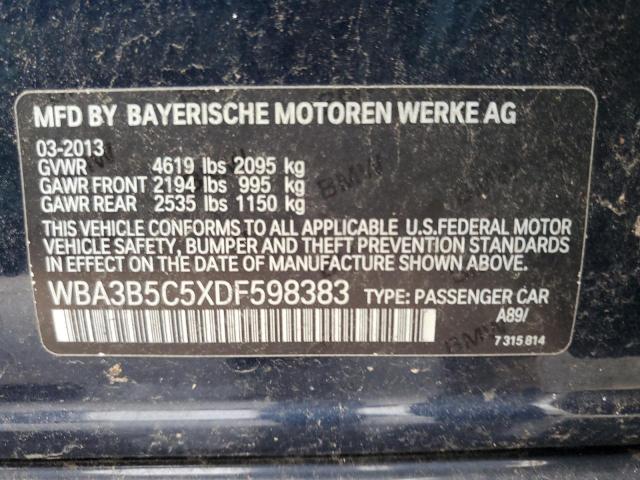 MFD BY BAYERISCHE MOTOREN WERKE AG
03-2013
GVWR 4619 lbs 2095 kg
GAWR FRONT 2194 lbs 995 kg
GAWR REAR 2535 lbs 1150 kg
THIS VEHICLE CONFORMS TO ALL APPLICABLE U.S.FEDERAL MOTOR
VEHICLE SAFETY, BUMPER AND THEFT PREVENTION STANDARDS
IN EFFECT ON THE DATE OF MANUFACTURE SHOWN ABOVE.
WBA3B5C5XDF598383 TYPE: PASSENGER CAR
A89/
7 315 814
BMW
BMW